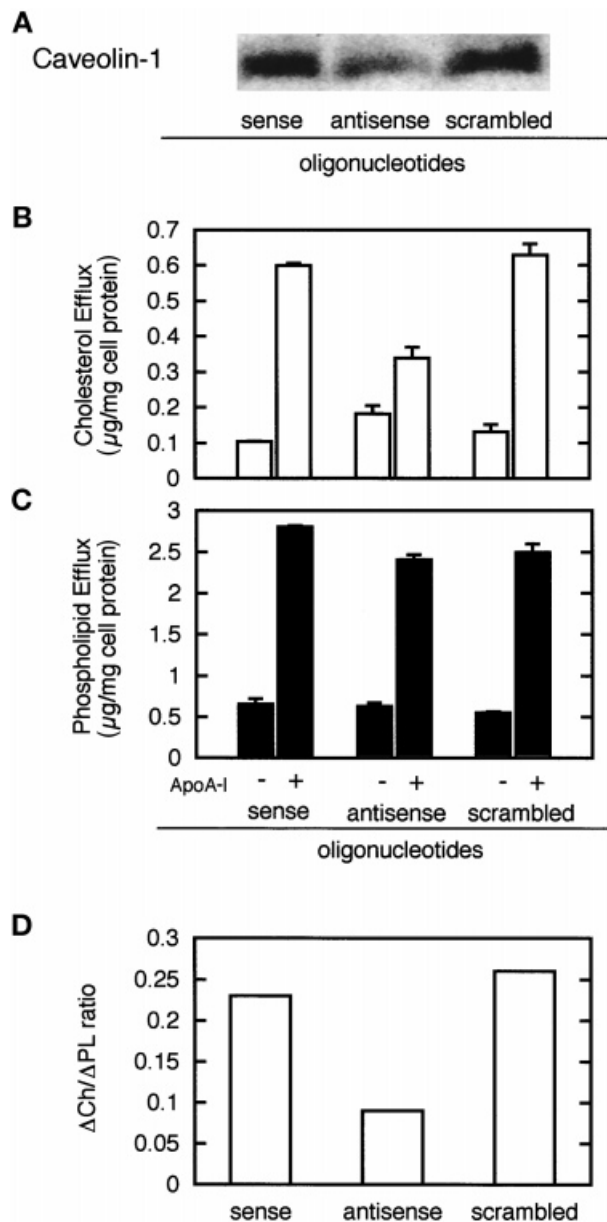 A
Caveolin-1
sense antisense scrambled
oligonucleotides
B
Cholesterol Efflux
(µg/mg cell protein)
0.7
0.6
0.5
0.4
0.3
0.2
0.1
0
C
Phospholipid Efflux
(µg/mg cell protein)
3
2.5
2
1.5
1
0.5
0
ApoA-I - + - + - +
sense antisense scrambled
oligonucleotides
D
ΔCh/ΔPL ratio
0.3
0.25
0.2
0.15
0.1
0.05
0
sense antisense scrambled